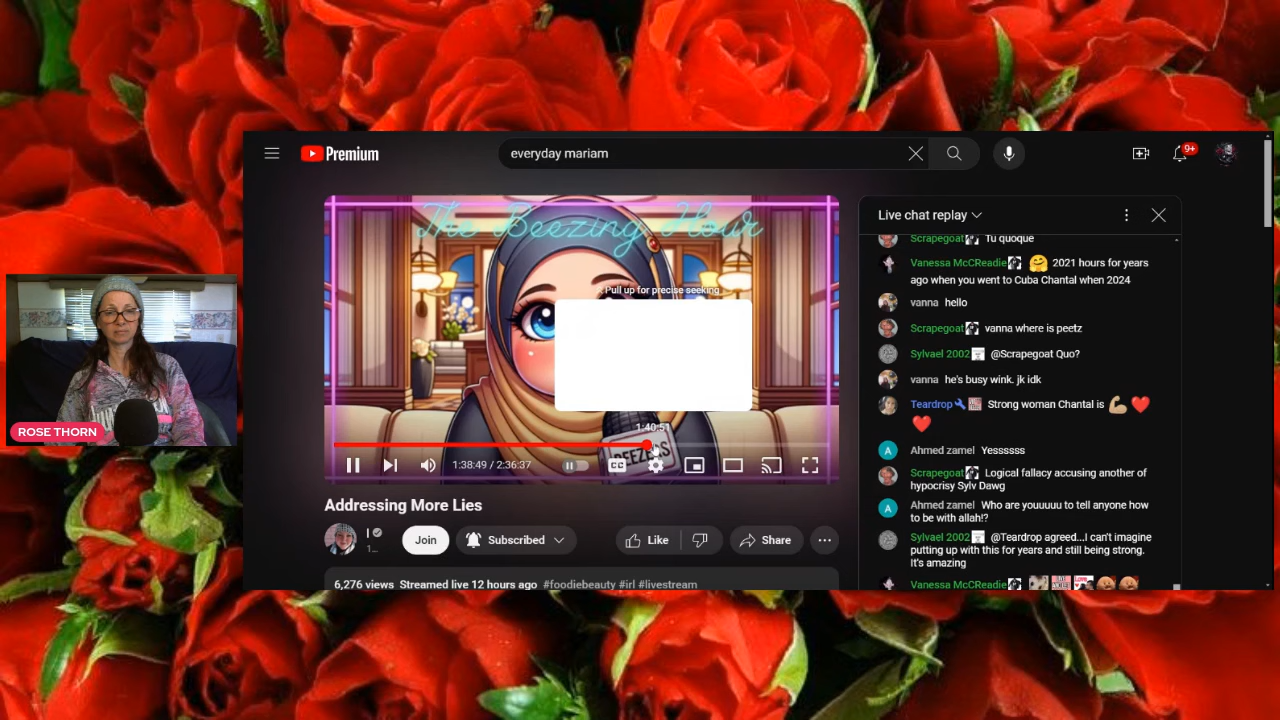 Premium
everyday mariam
9+
The Beezing Hour
Pull up for precise seeking
1:40:51
BEEZE'S
1:38:49 / 2:36:37
CC
Addressing More Lies
I
1...
Join
Subscribed
Like
Share
6,276 views Streamed live 12 hours ago #foodiebeauty #irl #livestream
Live chat replay
Scrapegoat Tu quoque
Vanessa McCReadie 🤗 2021 hours for years
ago when you went to Cuba Chantal when 2024
vanna hello
Scrapegoat vanna where is peetz
Sylvael 2002 @Scrapegoat Quo?
vanna he's busy wink. jk idk
Teardrop Strong woman Chantal is 💪🏼 ❤️
❤️
A Ahmed zamel Yessssss
Scrapegoat Logical fallacy accusing another of
hypocrisy Sylv Dawg
A Ahmed zamel Who are youuuuu to tell anyone how
to be with allah!?
Sylvael 2002 @Teardrop agreed...I can't imagine
putting up with this for years and still being strong.
It's amazing
Vanessa McCReadie
ROSE THORN